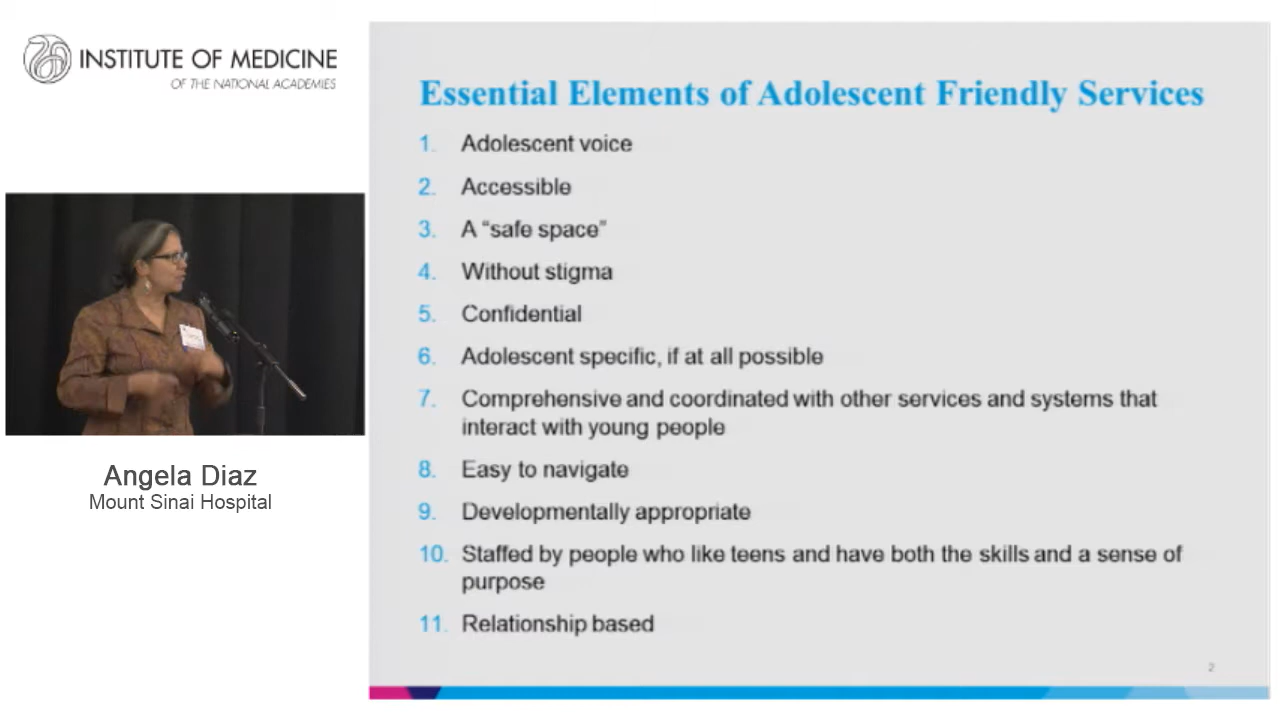 INSTITUTE OF MEDICINE
OF THE NATIONAL ACADEMIES
Angela Diaz
Mount Sinai Hospital
Essential Elements of Adolescent Friendly Services
1. Adolescent voice
2. Accessible
3. A “safe space”
4. Without stigma
5. Confidential
6. Adolescent specific, if at all possible
7. Comprehensive and coordinated with other services and systems that
interact with young people
8. Easy to navigate
9. Developmentally appropriate
10. Staffed by people who like teens and have both the skills and a sense of
purpose
11. Relationship based
2